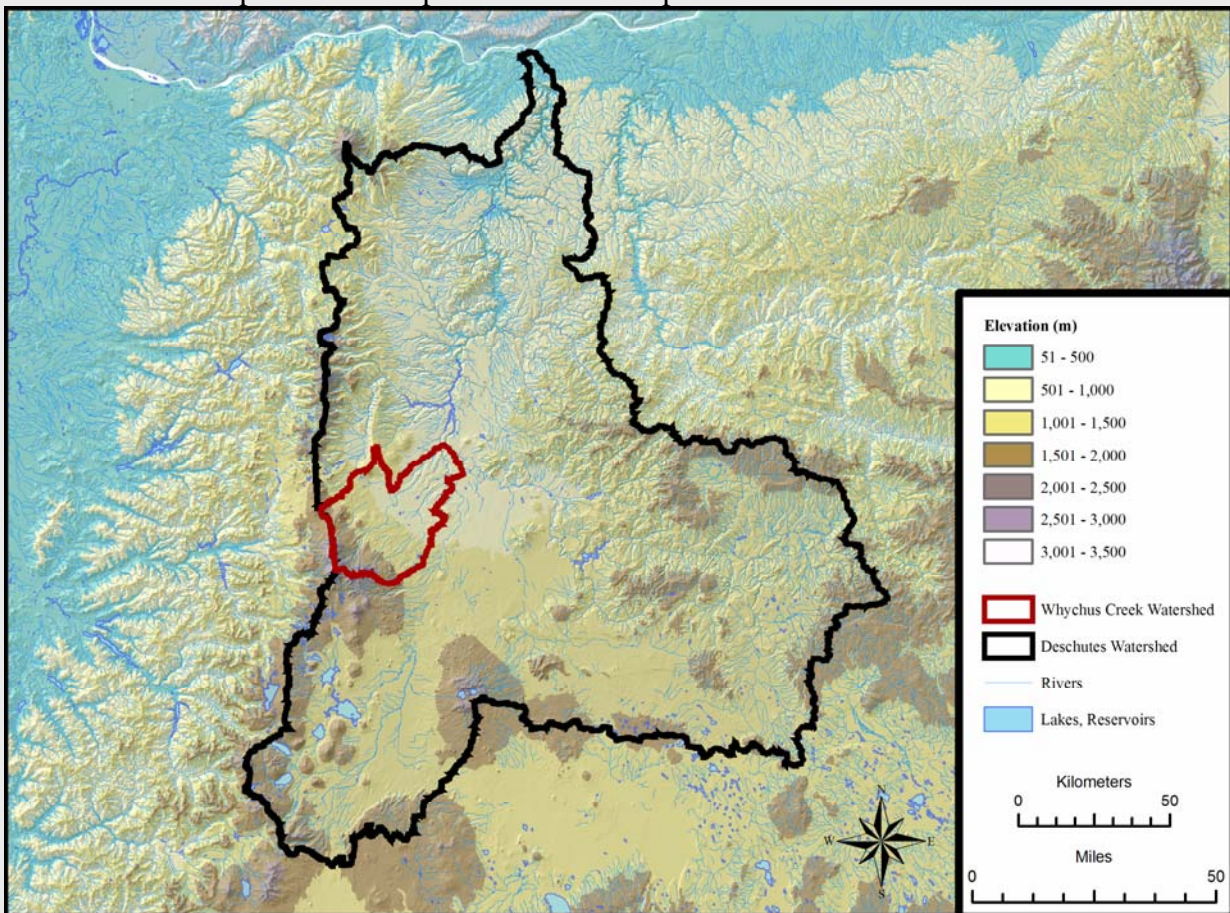 Elevation (m)
51 - 500
501 - 1,000
1,001 - 1,500
1,501 - 2,000
2,001 - 2,500
2,501 - 3,000
3,001 - 3,500
Whychus Creek Watershed
Deschutes Watershed
Rivers
Lakes, Reservoirs
Kilometers
0 50
Miles
0 50
N
W E
S